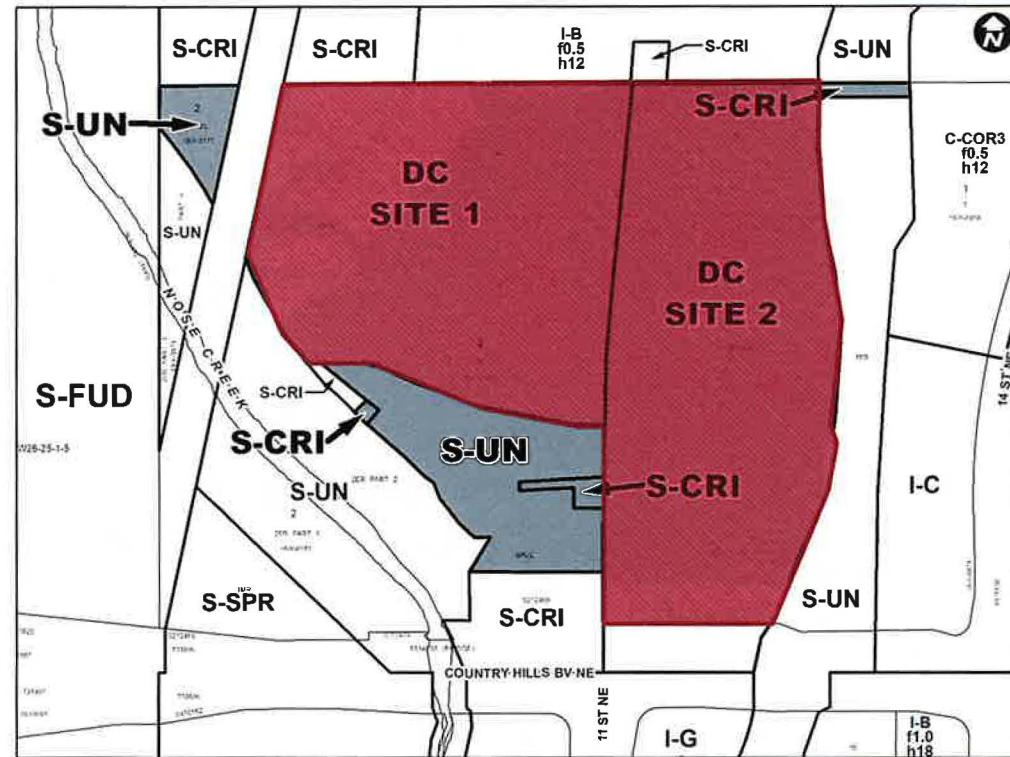 N
S-CRI
S-CRI
I-B
f0.5
h12
S-CRI
S-UN
S-UN
S-CRI
C-COR3
f0.5
h12
DC
SITE 1
S-UN
DC
SITE 2
NOSE CREEK
S-FUD
S-CRI
S-CRI
S-UN
14 ST NE
S-CRI
S-UN
2
I-C
S-SPR
S-CRI
S-UN
COUNTRY HILLS BV NE
11 ST NE
I-G
I-B
f1.0
h18